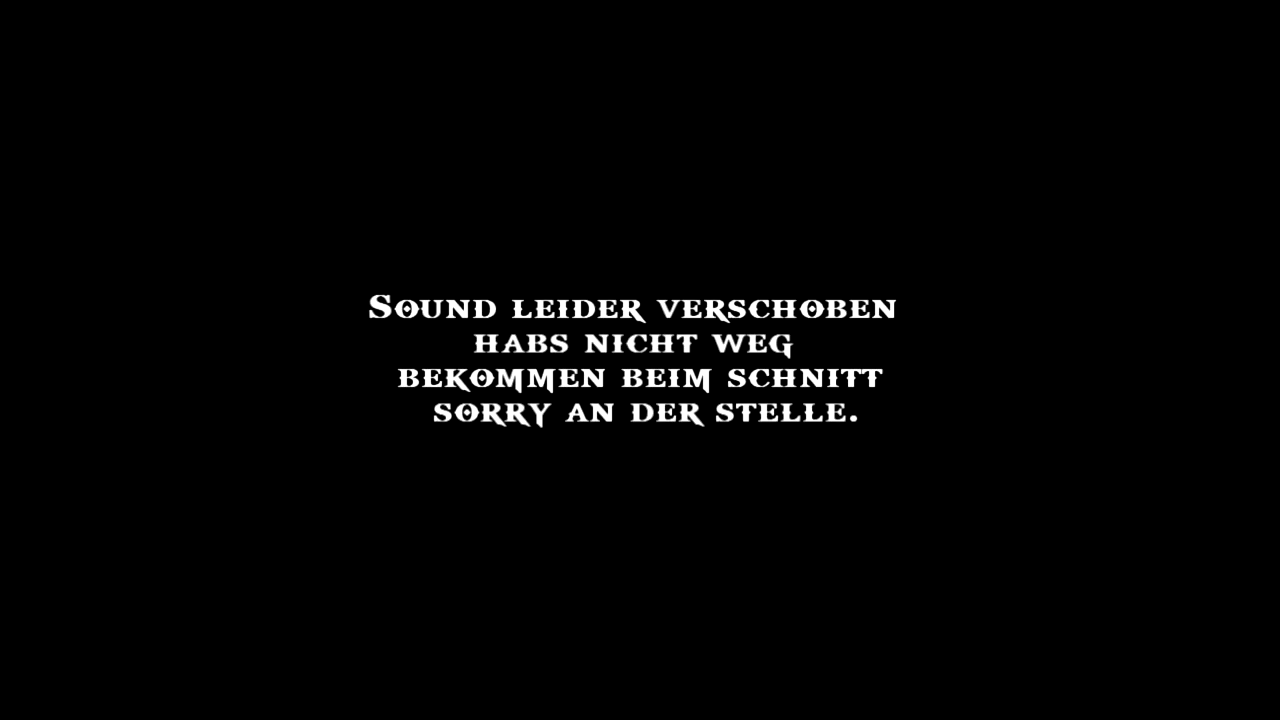 Sound leider verschoben
habs nicht weg
bekommen beim schnitt
sorry an der stelle.